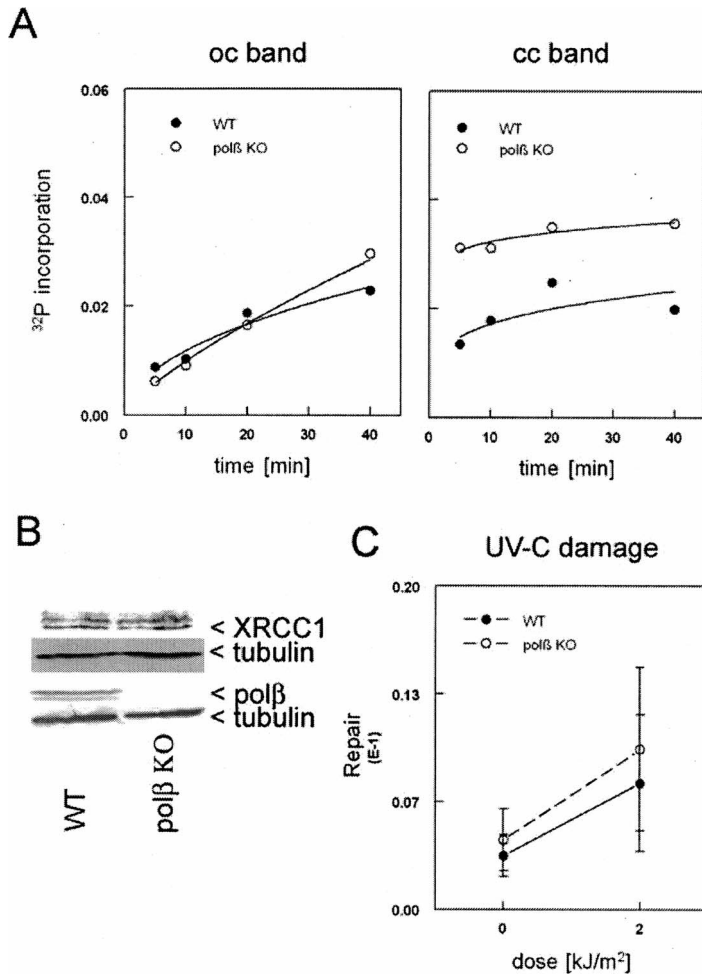 A
oc band
cc band
0.06
WT
polß KO
WT
polß KO
0.04
³²P incorporation
0.02
0.00
0 10 20 30 40
0 10 20 30 40
time [min]
time [min]
B
< XRCC1
< tubulin
< polβ
< tubulin
WT
polβ KO
C
UV-C damage
0.20
WT
polß KO
0.13
Repair
(E-1)
0.07
0.00
0 2
dose [kJ/m²]